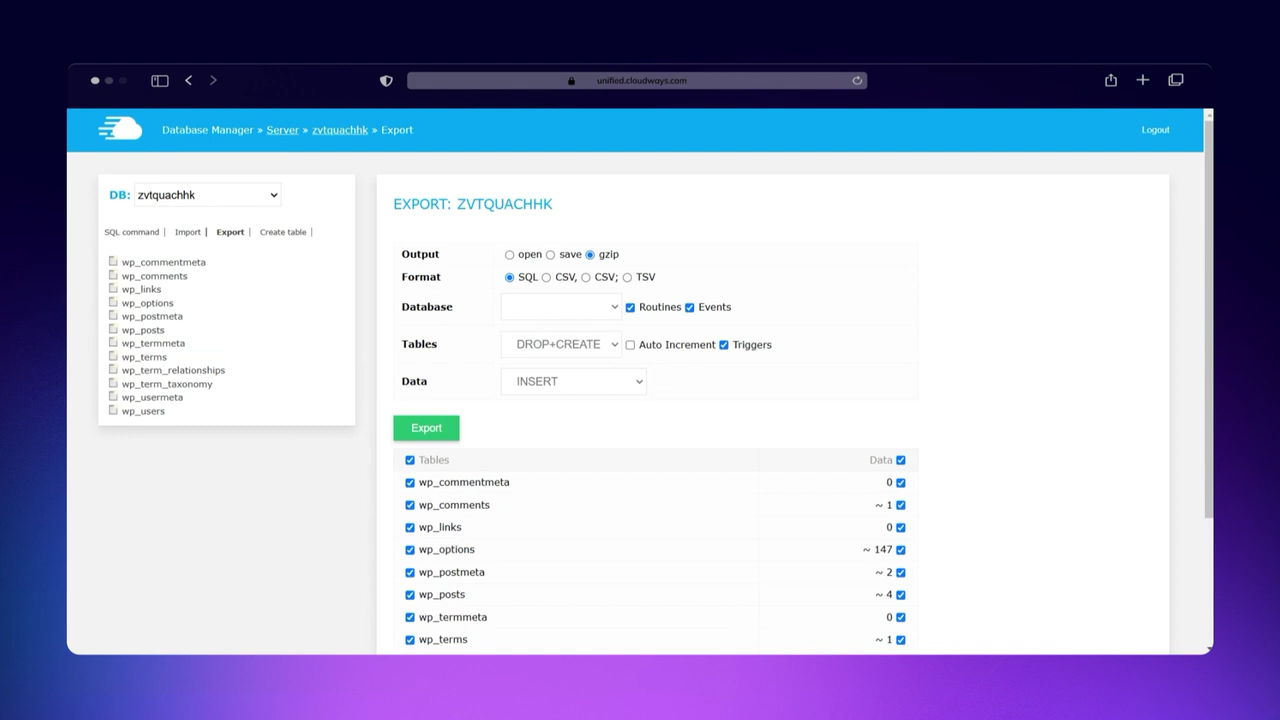 unified.cloudways.com
Database Manager » Server » zvtquachhk » Export
Logout
DB: zvtquachhk
SQL command | Import | Export | Create table |
wp_commentmeta
wp_comments
wp_links
wp_options
wp_postmeta
wp_posts
wp_termmeta
wp_terms
wp_term_relationships
wp_term_taxonomy
wp_usermeta
wp_users
EXPORT: ZVTQUACHHK
Output open save gzip
Format SQL CSV, CSV; TSV
Database Routines Events
Tables DROP+CREATE Auto Increment Triggers
Data INSERT
Export
Tables Data
wp_commentmeta 0
wp_comments ~ 1
wp_links 0
wp_options ~ 147
wp_postmeta ~ 2
wp_posts ~ 4
wp_termmeta 0
wp_terms ~ 1